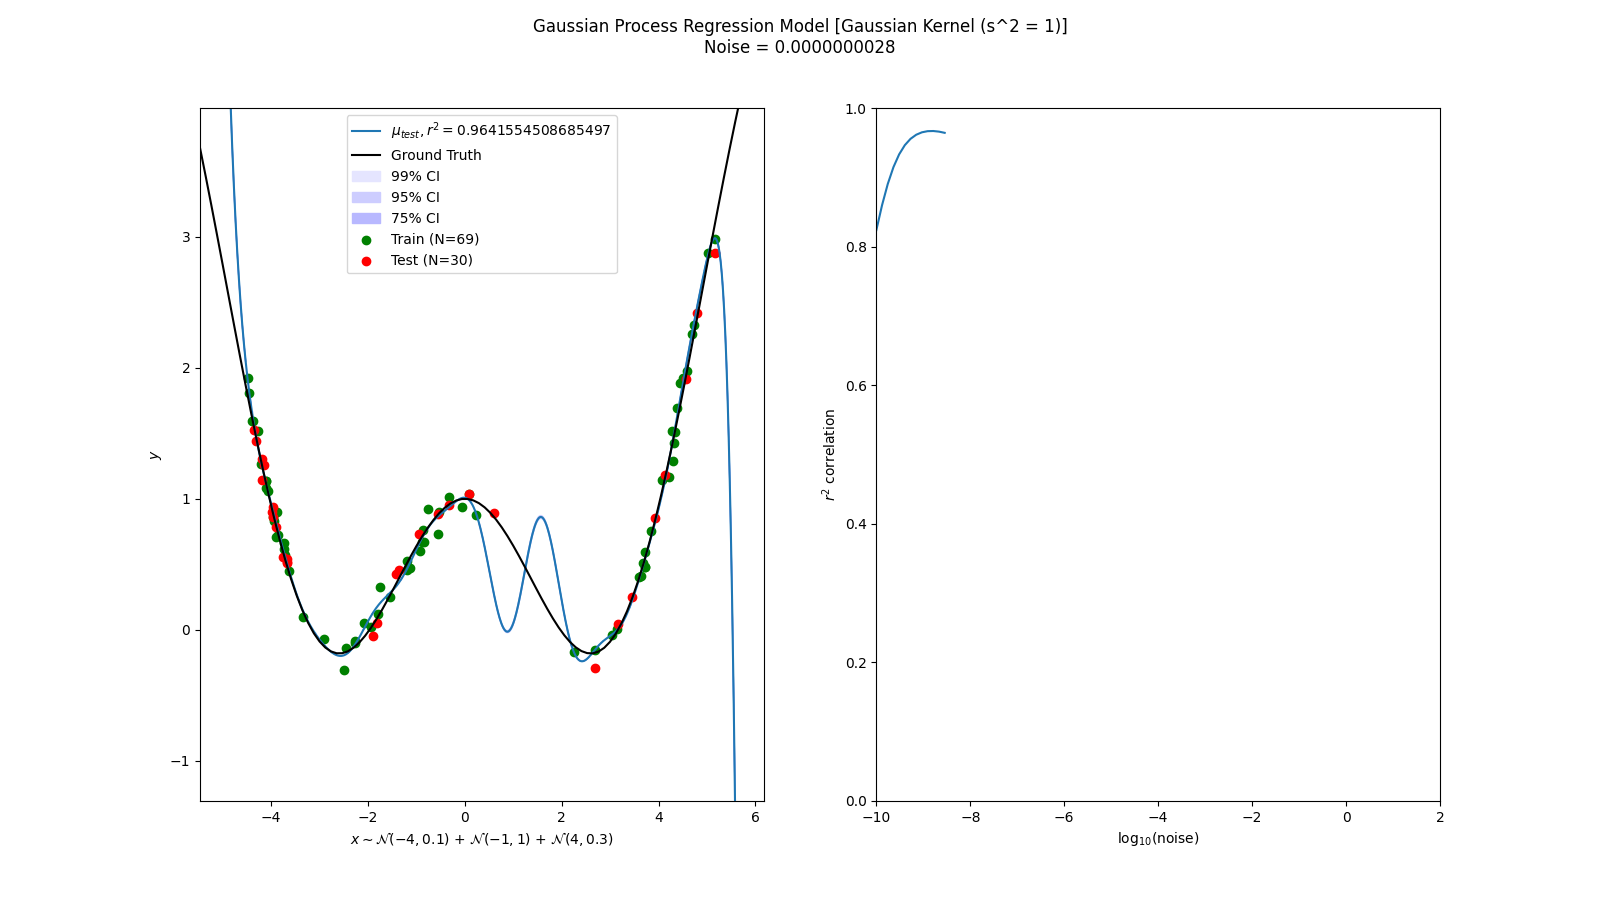 Gaussian Process Regression Model [Gaussian Kernel (s^2 = 1)]
Noise = 0.0000000028
μ_test, r² = 0.9641554508685497
Ground Truth
99% CI
95% CI
75% CI
Train (N=69)
Test (N=30)
y
3
2
1
0
−1
−4 −2 0 2 4 6
x ~ 𝒩(−4, 0.1) + 𝒩(−1, 1) + 𝒩(4, 0.3)
r² correlation
1.0
0.8
0.6
0.4
0.2
0.0
−10 −8 −6 −4 −2 0 2
log₁₀(noise)